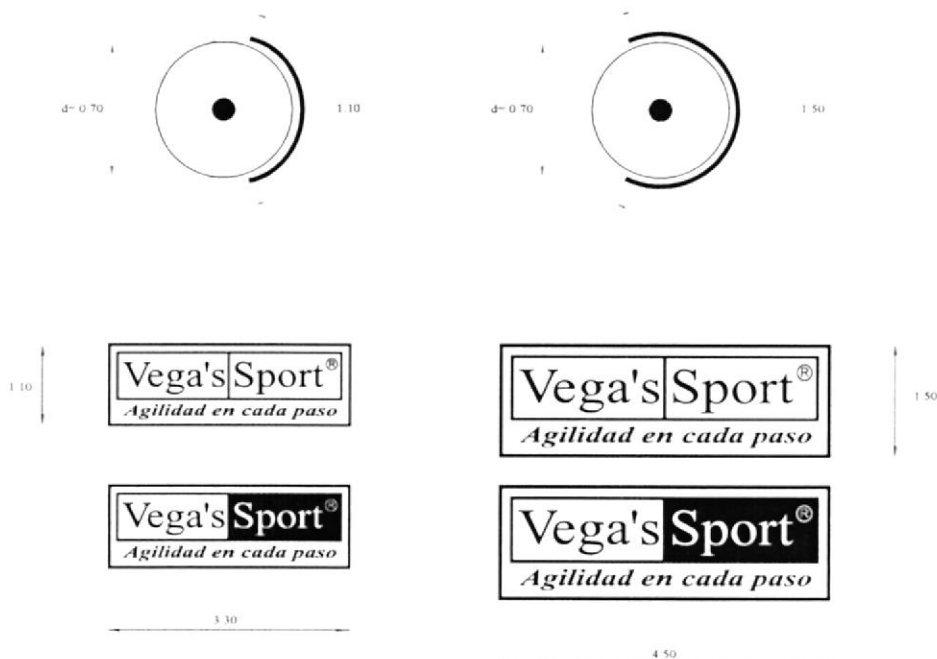 d= 0.70
1.10
d= 0.70
1.50
1.10
Vega's Sport®
Agilidad en cada paso
Vega's Sport®
Agilidad en cada paso
1.50
Vega's Sport®
Agilidad en cada paso
Vega's Sport®
Agilidad en cada paso
3.30
4.50